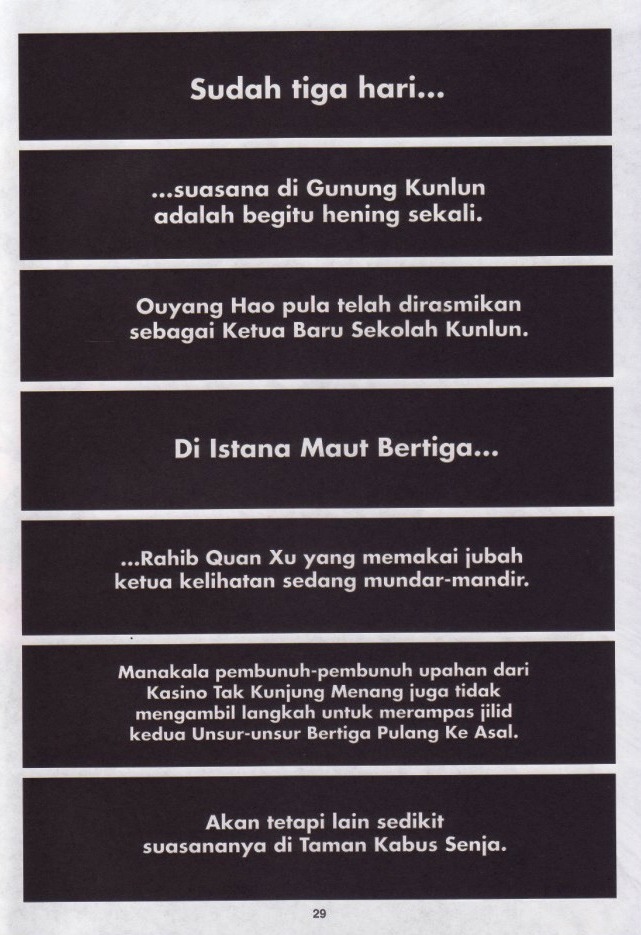 Sudah tiga hari...
...suasana di Gunung Kunlun
adalah begitu hening sekali.
Ouyang Hao pula telah dirasmikan
sebagai Ketua Baru Sekolah Kunlun.
Di Istana Maut Bertiga...
...Rahib Quan Xu yang memakai jubah
ketua kelihatan sedang mundar-mandir.
Manakala pembunuh-pembunuh upahan dari
Kasino Tak Kunjung Menang juga tidak
mengambil langkah untuk merampas jilid
kedua Unsur-unsur Bertiga Pulang Ke Asal.
Akan tetapi lain sedikit
suasananya di Taman Kabus Senja.
29